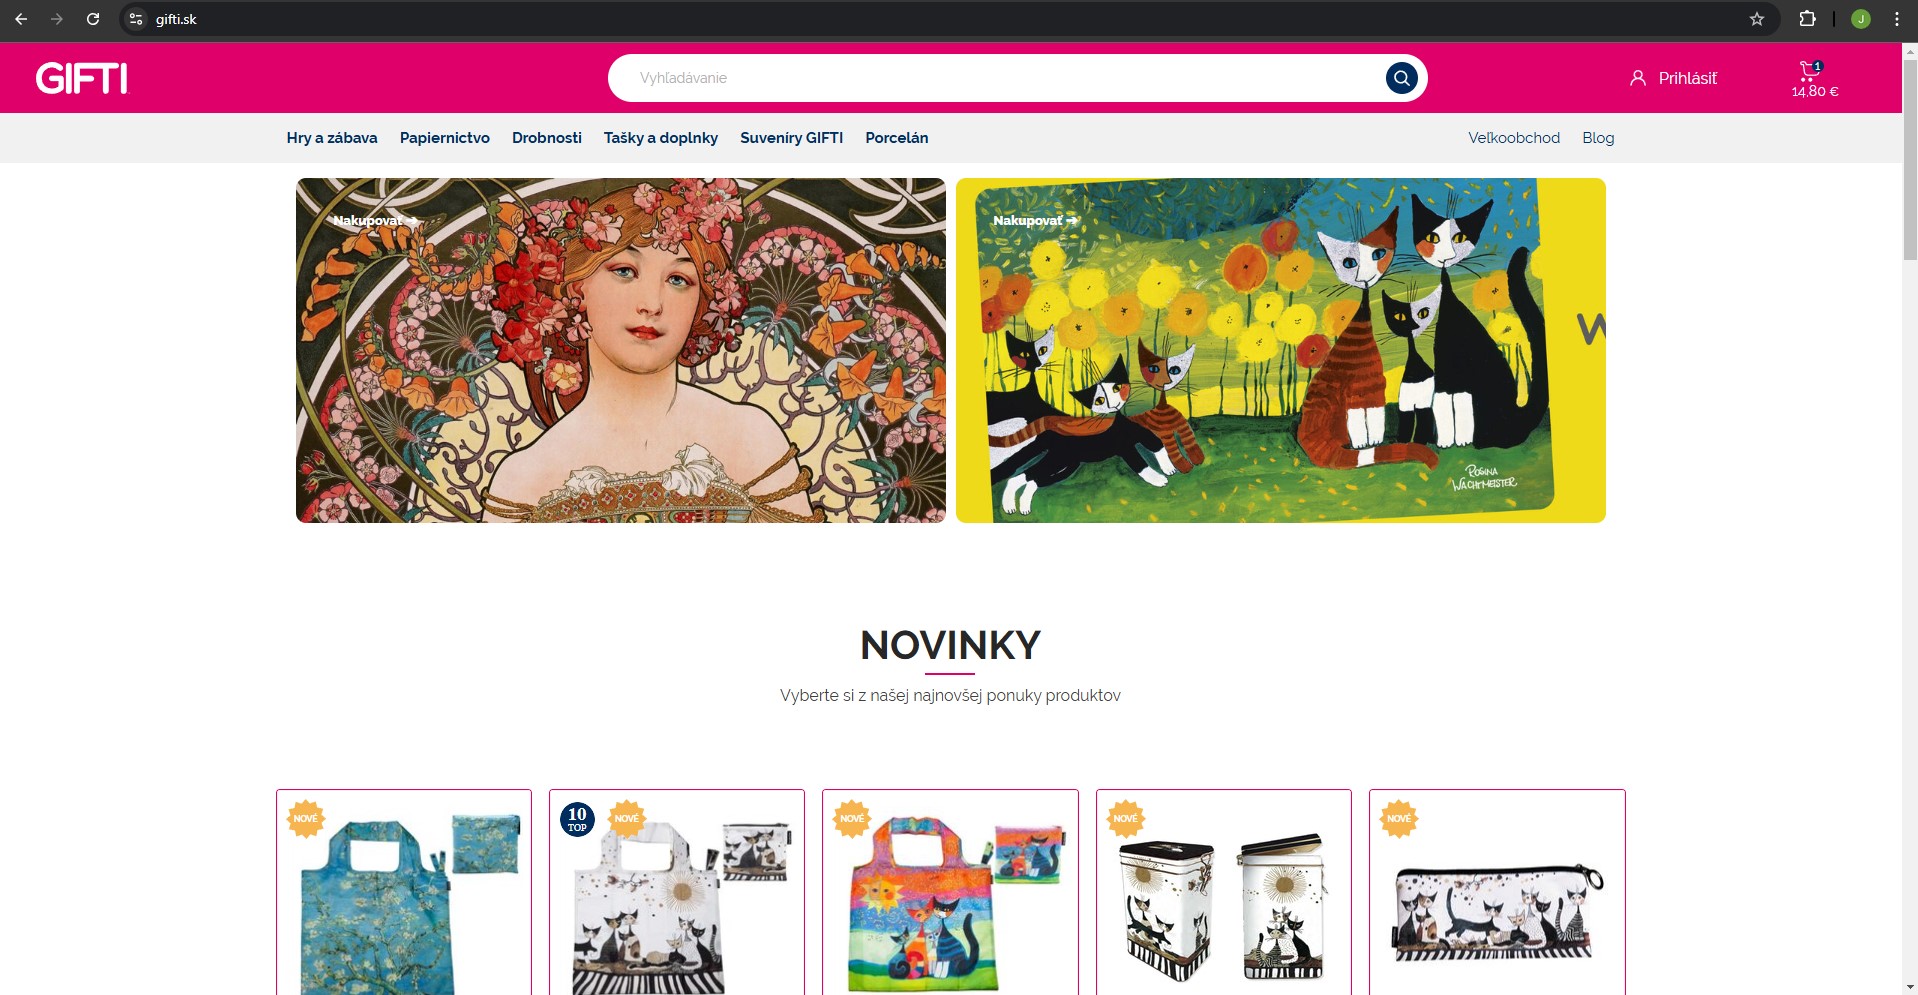 gifti.sk
J
GIFTI
Vyhľadávanie
Prihlásiť
1
14,80 €
Hry a zábava
Papiernictvo
Drobnosti
Tašky a doplnky
Suveníry GIFTI
Porcelán
Veľkoobchod
Blog
Nakupovať →
Nakupovať →
W
ROSINA
WACHTMEISTER
NOVINKY
Vyberte si z našej najnovšej ponuky produktov
NOVÉ
10
TOP
NOVÉ
NOVÉ
NOVÉ
NOVÉ